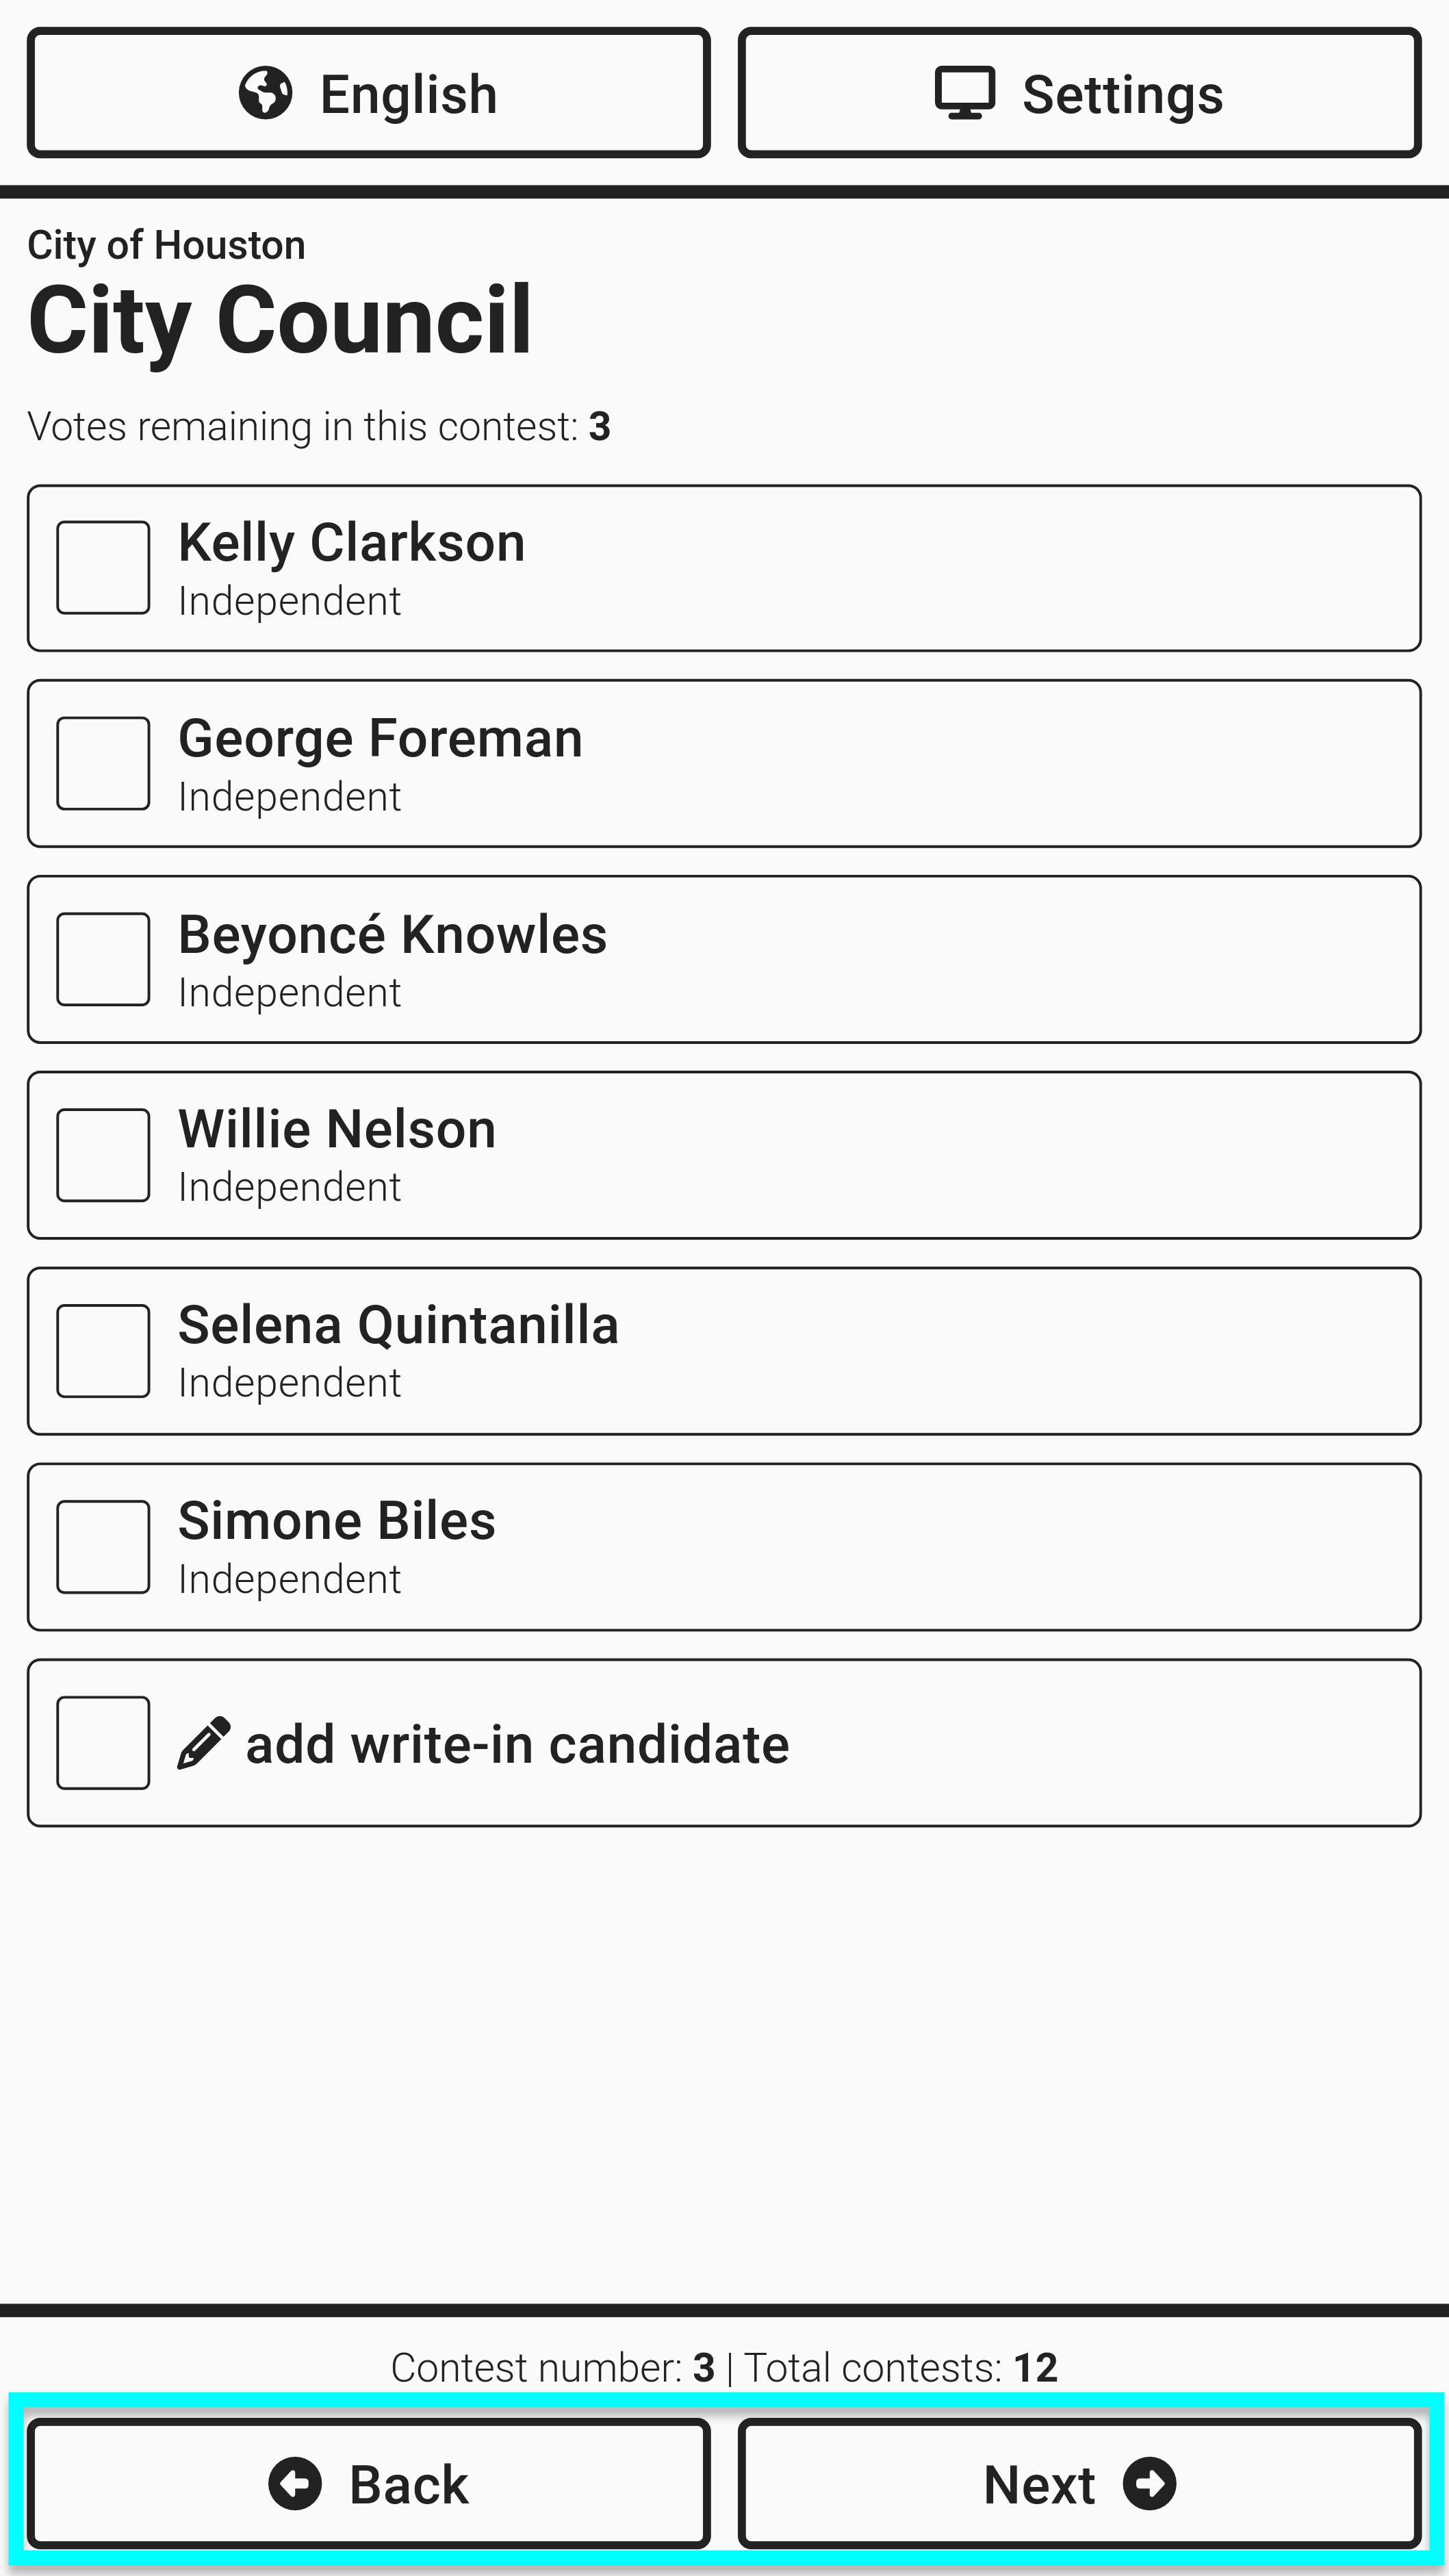 English
Settings
City of Houston
City Council
Votes remaining in this contest: 3
Kelly Clarkson
Independent
George Foreman
Independent
Beyoncé Knowles
Independent
Willie Nelson
Independent
Selena Quintanilla
Independent
Simone Biles
Independent
add write-in candidate
Contest number: 3 | Total contests: 12
Back
Next